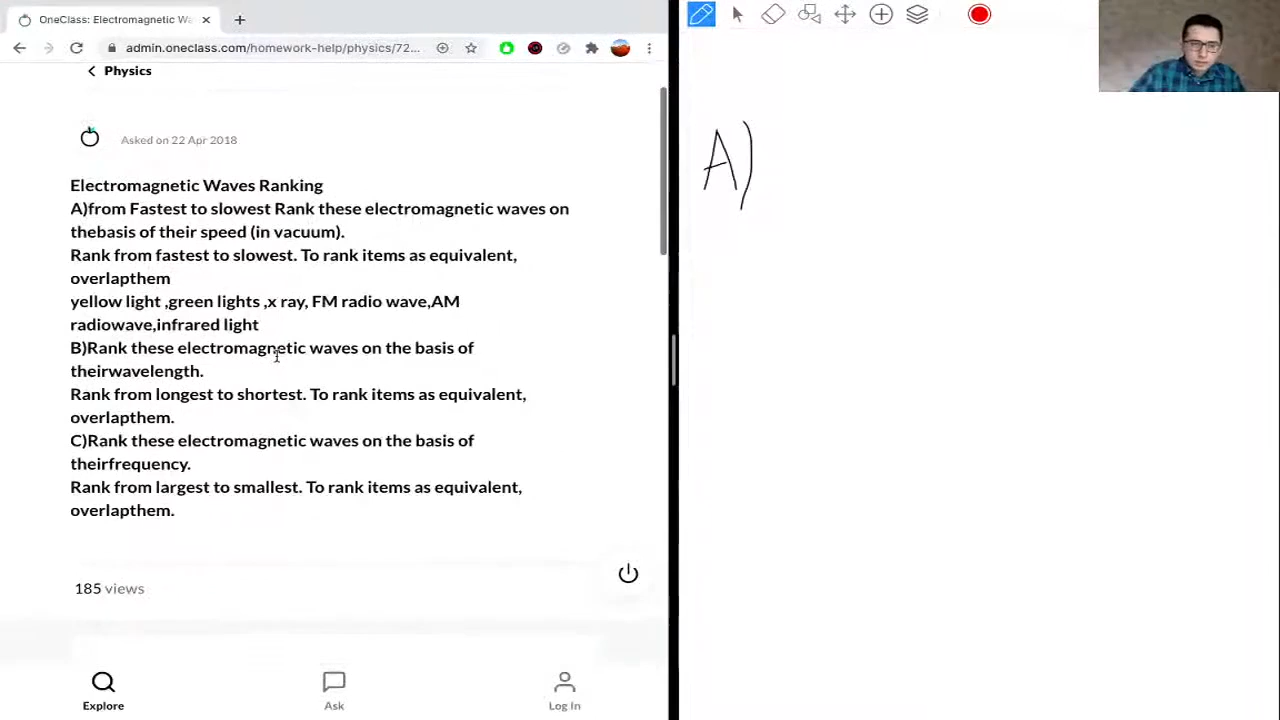 OneClass: Electromagnetic Wa
admin.oneclass.com/homework-help/physics/72...
Physics
Asked on 22 Apr 2018
Electromagnetic Waves Ranking
A)from Fastest to slowest Rank these electromagnetic waves on
thebasis of their speed (in vacuum).
Rank from fastest to slowest. To rank items as equivalent,
overlapthem
yellow light ,green lights ,x ray, FM radio wave,AM
radiowave,infrared light
B)Rank these electromagnetic waves on the basis of
theirwavelength.
Rank from longest to shortest. To rank items as equivalent,
overlapthem.
C)Rank these electromagnetic waves on the basis of
theirfrequency.
Rank from largest to smallest. To rank items as equivalent,
overlapthem.
185 views
Explore
Ask
Log In
A)